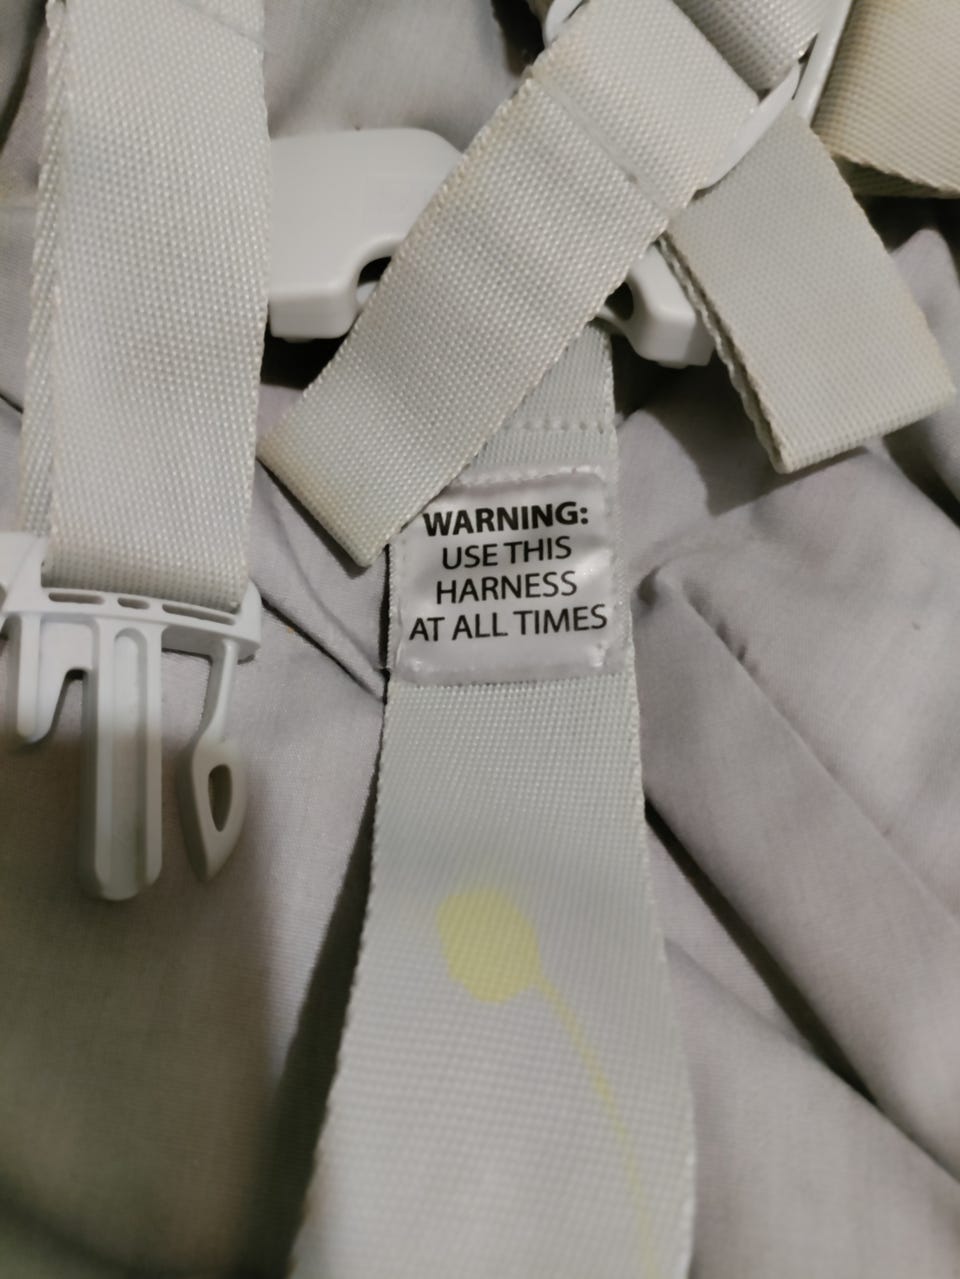 WARNING:
USE THIS
HARNESS
AT ALL TIMES